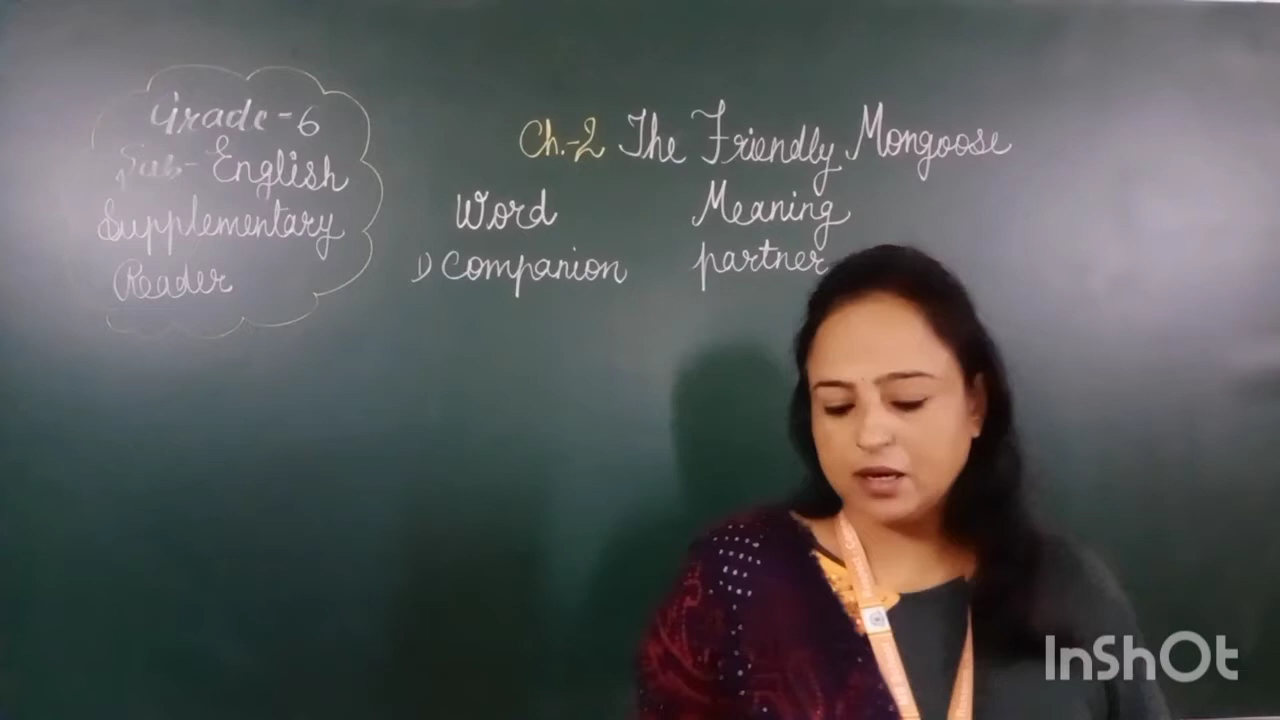 Grade-6
Sub-English
Supplementary
Reader
Ch.-2 The Friendly Mongoose
Word Meaning
1) Companion partner
InShOt